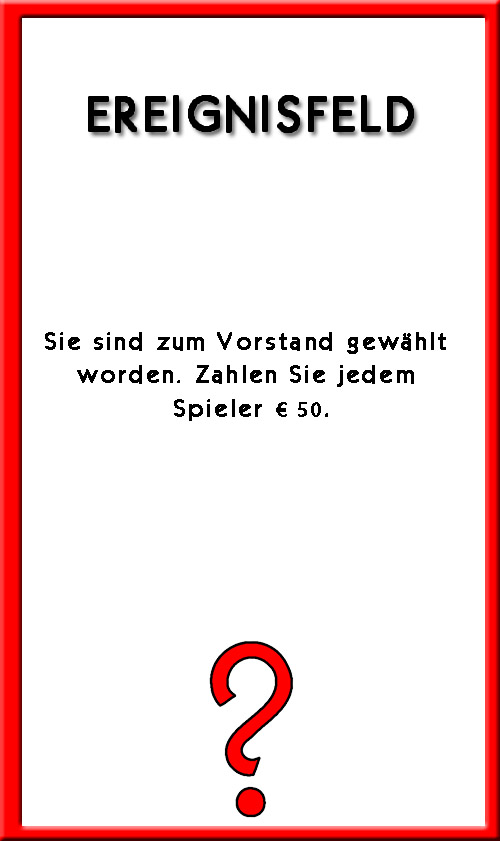 EREIGNISFELD
Sie sind zum Vorstand gewählt
worden. Zahlen Sie jedem
Spieler € 50.
?